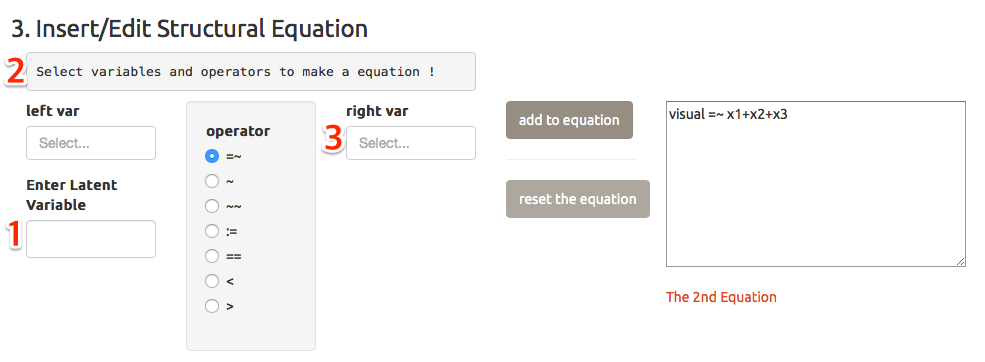 3. Insert/Edit Structural Equation
2
Select variables and operators to make a equation !
left var
Select...
Enter Latent
Variable
1
operator
=~
~
~~
:=
==
<
>
right var
3
Select...
add to equation
reset the equation
visual =~ x1+x2+x3
The 2nd Equation